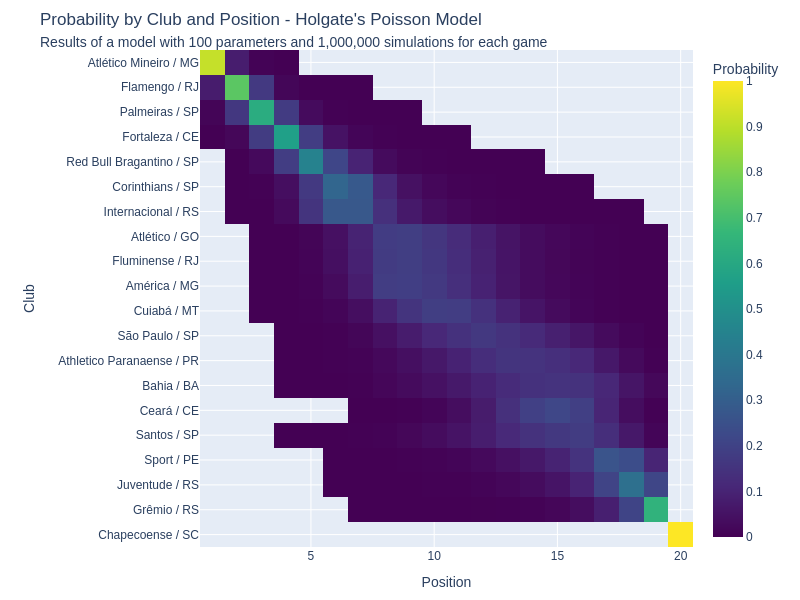 Probability by Club and Position - Holgate's Poisson Model
Results of a model with 100 parameters and 1,000,000 simulations for each game
Probability
Club
Atlético Mineiro / MG
Flamengo / RJ
Palmeiras / SP
Fortaleza / CE
Red Bull Bragantino / SP
Corinthians / SP
Internacional / RS
Atlético / GO
Fluminense / RJ
América / MG
Cuiabá / MT
São Paulo / SP
Athletico Paranaense / PR
Bahia / BA
Ceará / CE
Santos / SP
Sport / PE
Juventude / RS
Grêmio / RS
Chapecoense / SC
1
0.9
0.8
0.7
0.6
0.5
0.4
0.3
0.2
0.1
0
5 10 15 20
Position